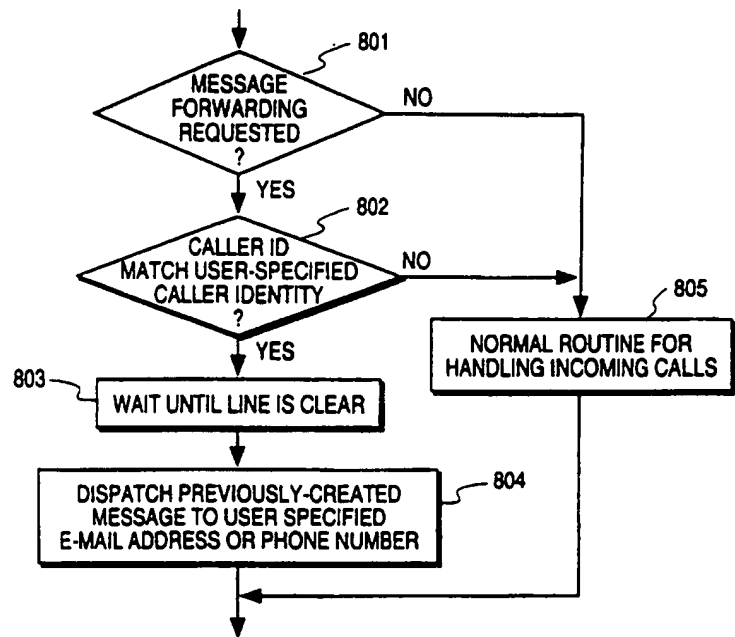 801
MESSAGE
FORWARDING
REQUESTED
?
NO
YES
802
CALLER ID
MATCH USER-SPECIFIED
CALLER IDENTITY
?
NO
YES
805
NORMAL ROUTINE FOR
HANDLING INCOMING CALLS
803
WAIT UNTIL LINE IS CLEAR
804
DISPATCH PREVIOUSLY-CREATED
MESSAGE TO USER SPECIFIED
E-MAIL ADDRESS OR PHONE NUMBER